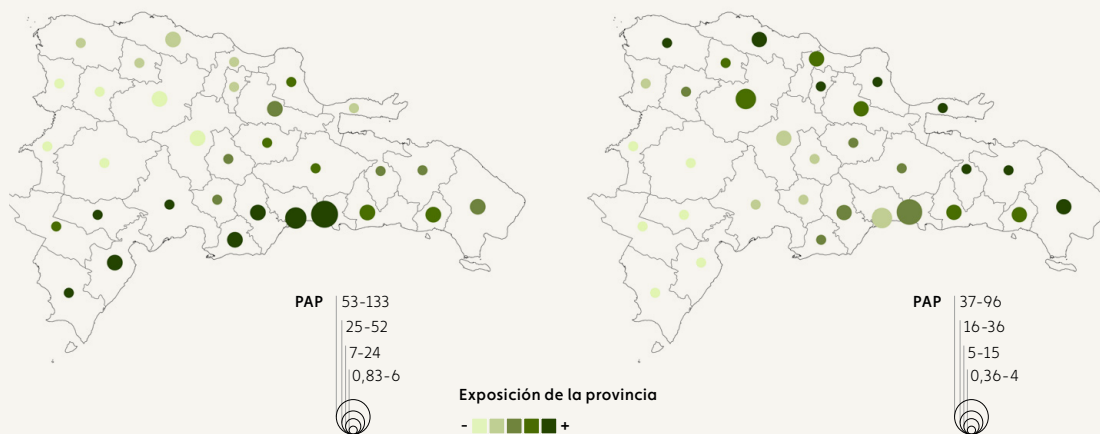 PAP 53-133
25-52
7-24
0,83-6
PAP 37-96
16-36
5-15
0,36-4
Exposición de la provincia
- +